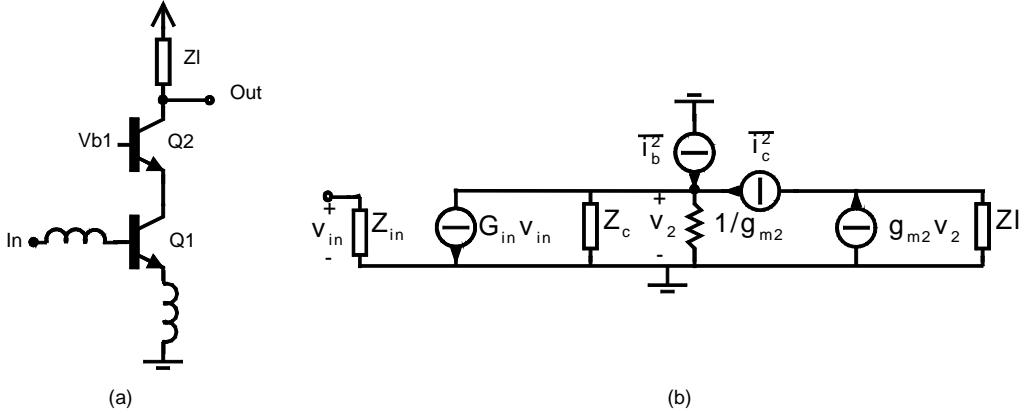 Zl
Out
Vb1
Q2
In
Q1
(a)
i_b^2
i_c^2
+
v_in
-
Z_in
G_in v_in
Z_c
+
v_2
-
1/g_m2
g_m2 v_2
Zl
(b)